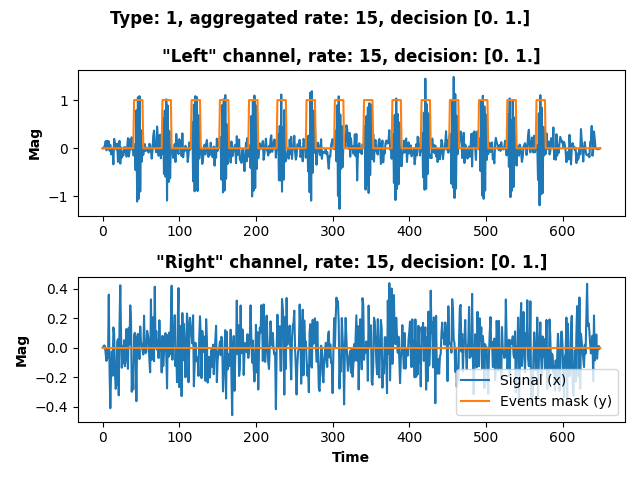 Type: 1, aggregated rate: 15, decision [0. 1.]
"Left" channel, rate: 15, decision: [0. 1.]
Mag
1
0
−1
0 100 200 300 400 500 600
"Right" channel, rate: 15, decision: [0. 1.]
Mag
0.4
0.2
0.0
−0.2
−0.4
Signal (x)
Events mask (y)
0 100 200 300 400 500 600
Time